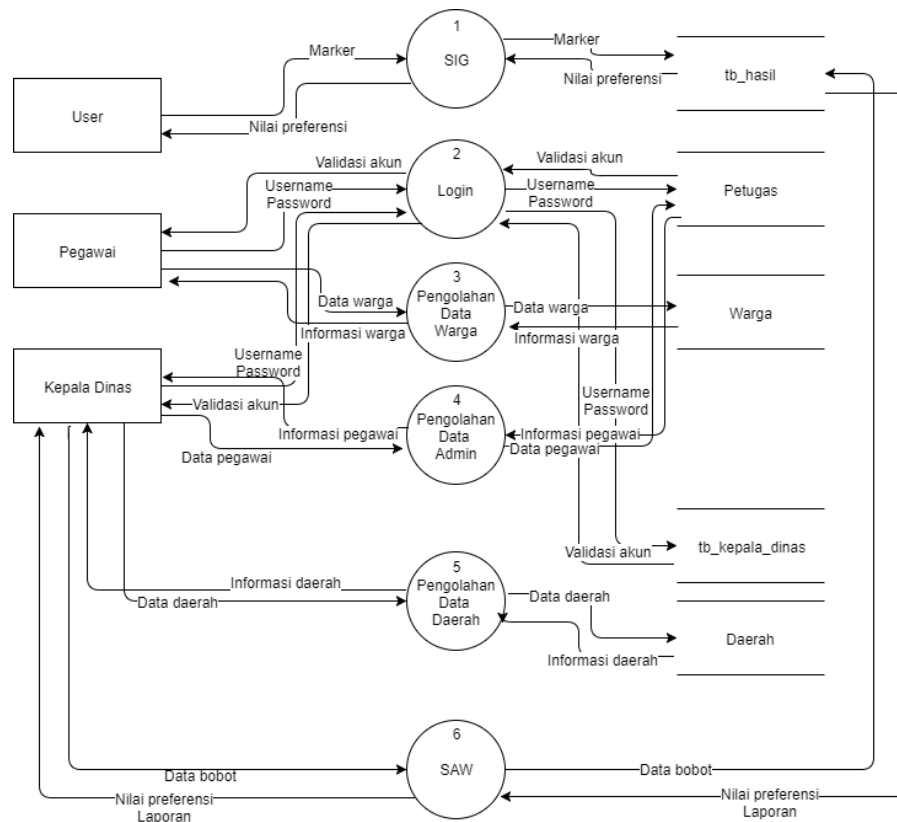 1
SIG
Marker
Marker
Nilai preferensi
Nilai preferensi
User
tb_hasil
2
Login
Validasi akun
Username
Password
Validasi akun
Username
Password
Pegawai
Petugas
3
Pengolahan
Data
Warga
Data warga
Informasi warga
Data warga
Informasi warga
Warga
Kepala Dinas
Username
Password
Validasi akun
4
Pengolahan
Data
Admin
Informasi pegawai
Data pegawai
Username
Password
Informasi pegawai
Data pegawai
tb_kepala_dinas
Validasi akun
5
Pengolahan
Data
Daerah
Informasi daerah
Data daerah
Data daerah
Informasi daerah
Daerah
6
SAW
Data bobot
Nilai preferensi
Laporan
Data bobot
Nilai preferensi
Laporan